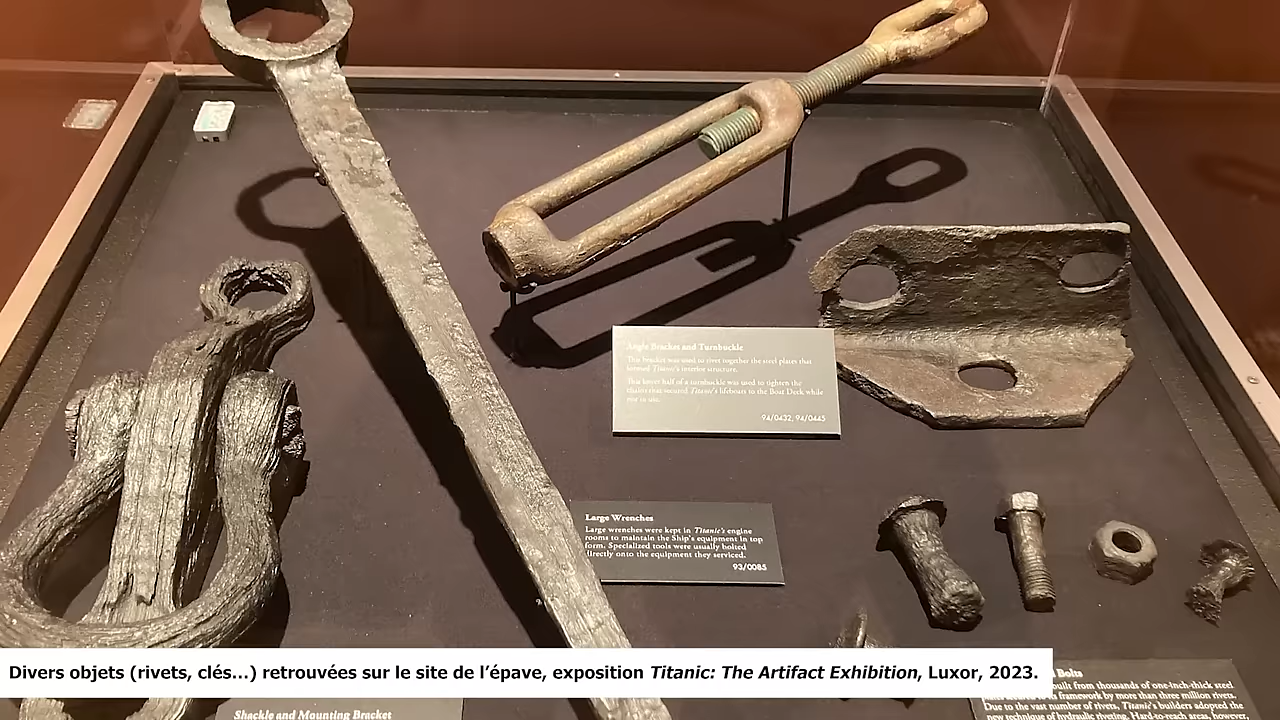 Angle Bracket and Turnbuckle
This bracket was used to rivet together the steel plates that
formed Titanic's interior structure.
This lower half of a turnbuckle was used to tighten the
chains that secured Titanic's lifeboats to the Boat Deck while
not in use.
94/0432, 94/0445
Large Wrenches
Large wrenches were kept in Titanic's engine
rooms to maintain the Ship's equipment in top
form. Specialized tools were usually bolted
directly onto the equipment they serviced.
93/0085
Divers objets (rivets, clés...) retrouvées sur le site de l'épave, exposition Titanic: The Artifact Exhibition, Luxor, 2023.
Bolts
built from thousands of one-inch-thick steel
framework by more than three million rivets.
Due to the vast number of rivets, Titanic's builders adopted the
new technique of hydraulic riveting. Hard-to-reach areas, however,
Shackle and Mounting Bracket